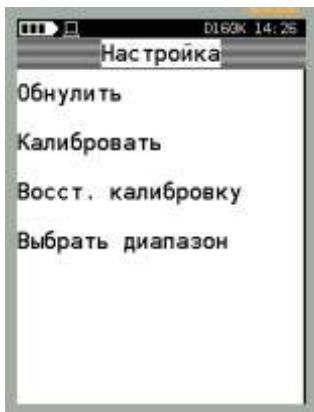 D160K 14:26
Настройка
Обнулить
Калибровать
Восст. калибровку
Выбрать диапазон